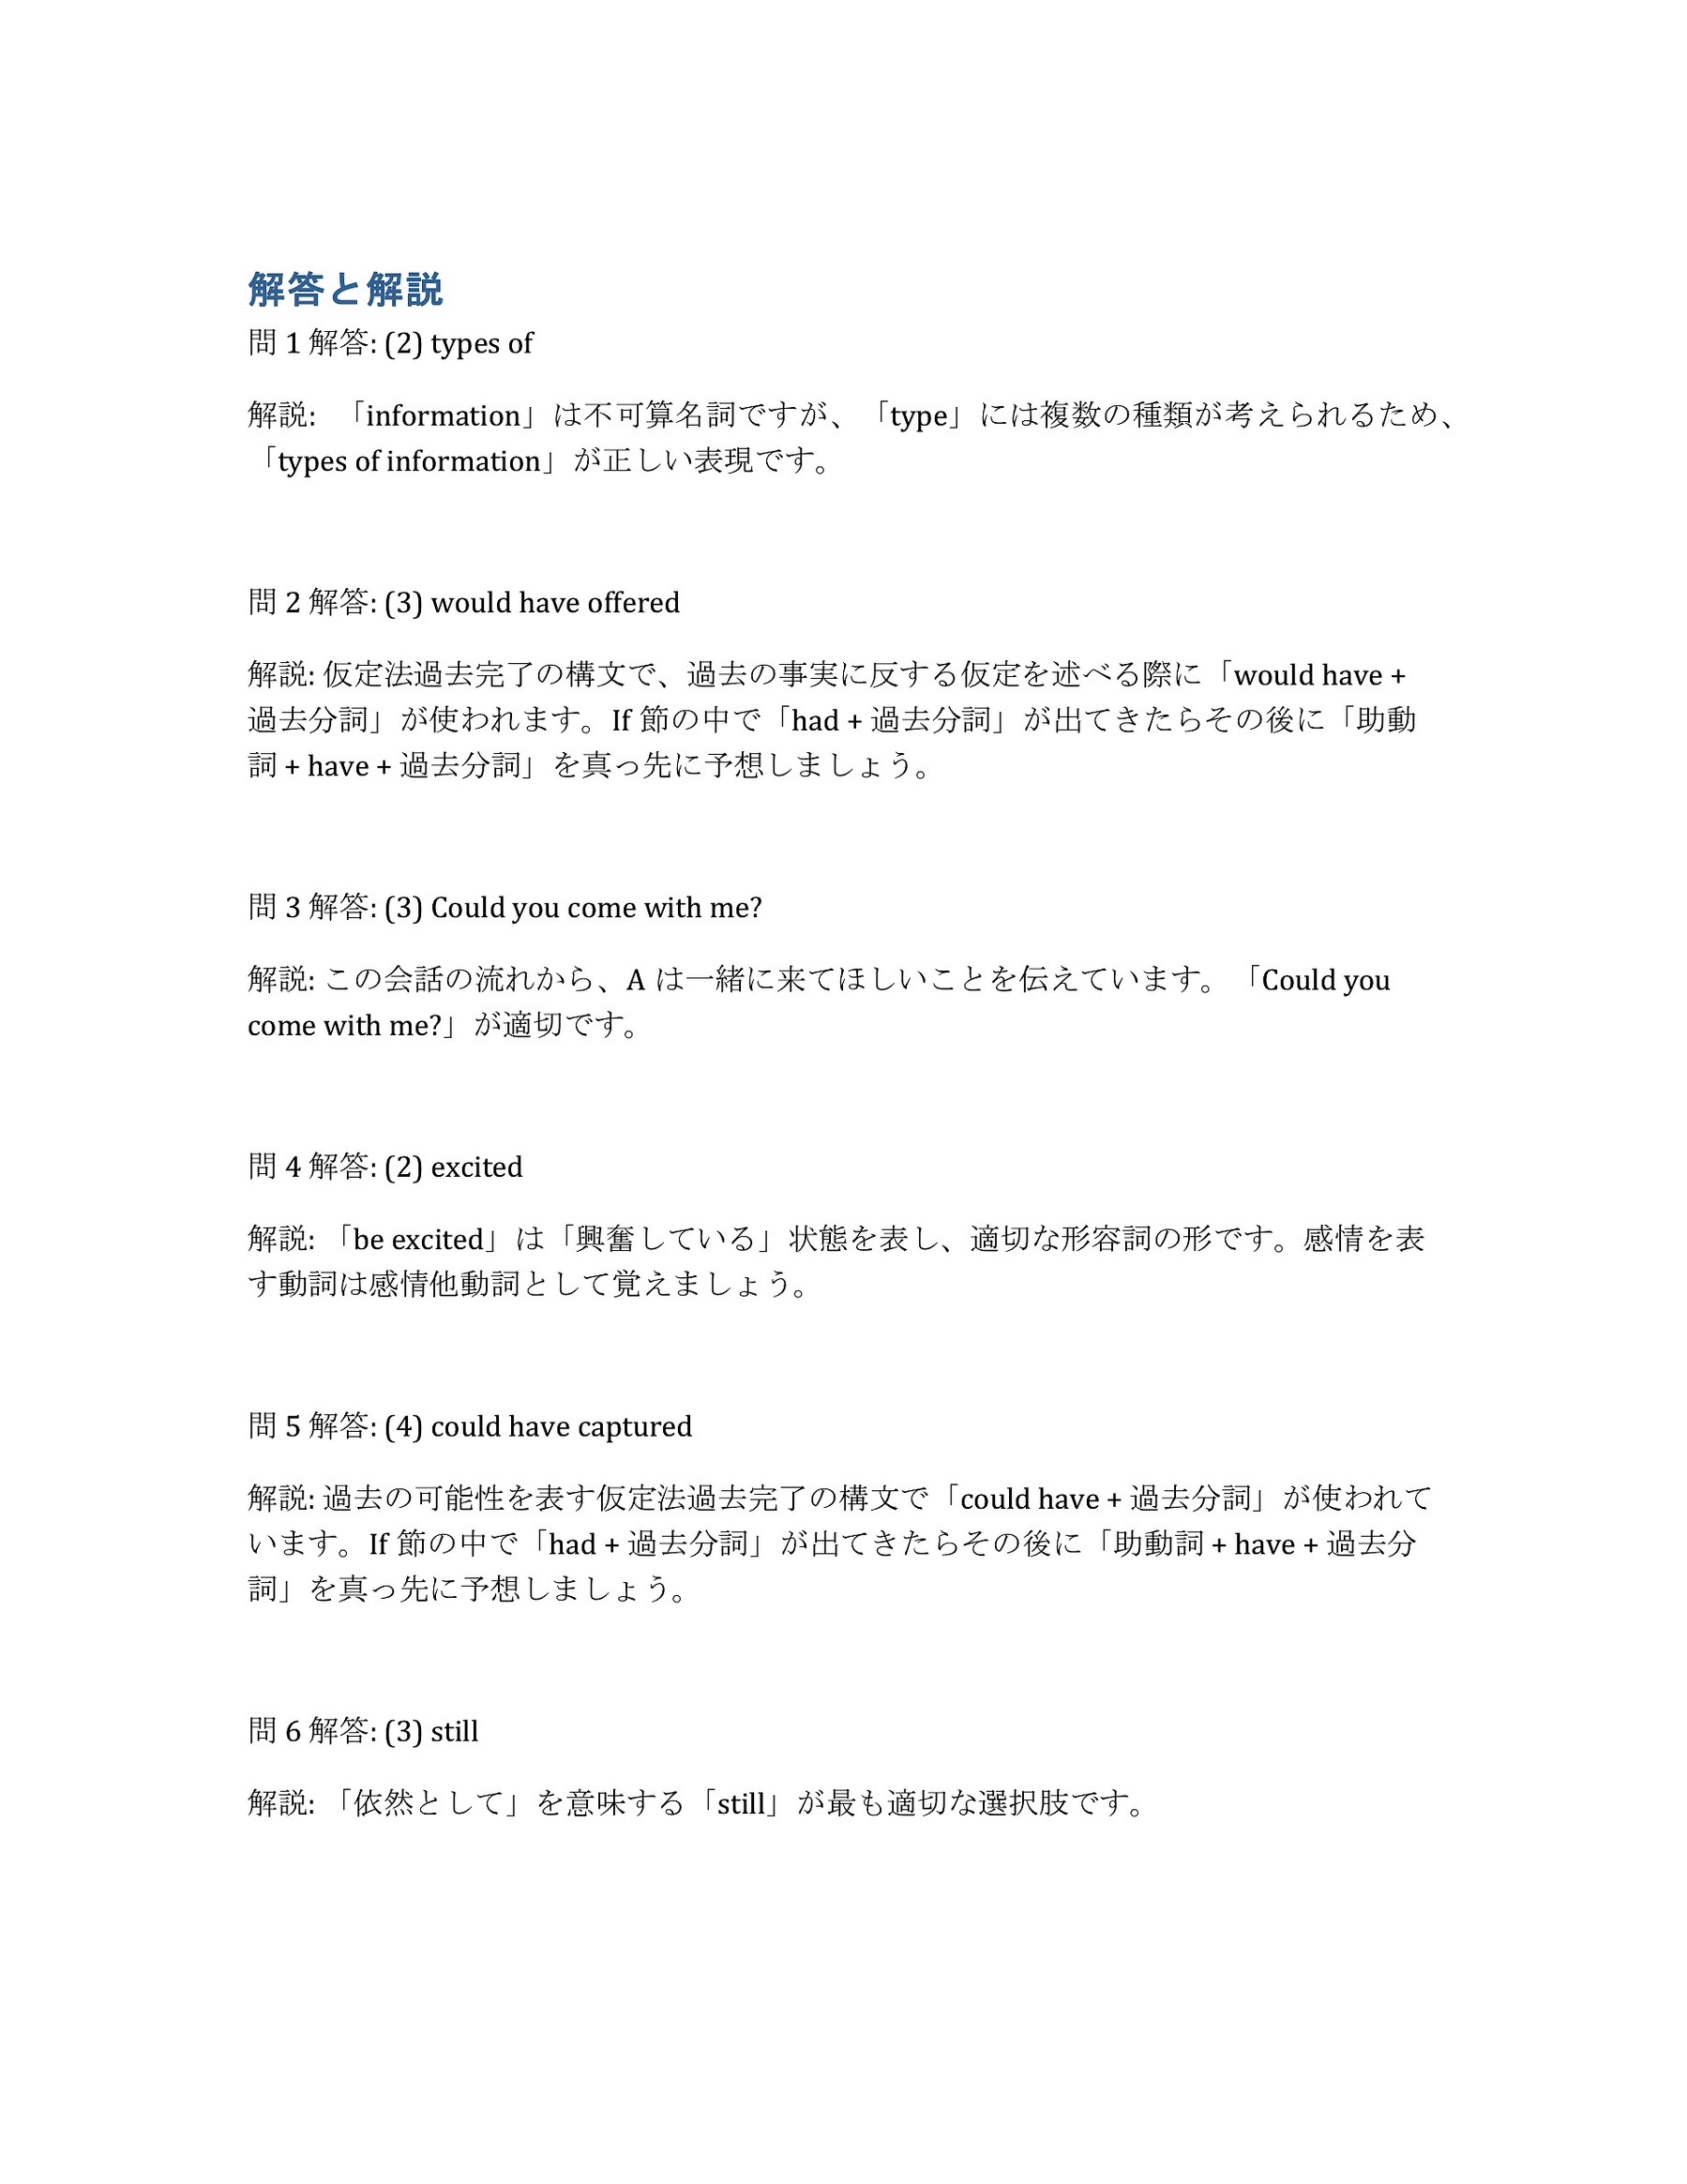 解答と解説
問 1 解答: (2) types of
解説: 「information」は不可算名詞ですが、「type」には複数の種類が考えられるため、
「types of information」が正しい表現です。
問 2 解答: (3) would have offered
解説: 仮定法過去完了の構文で、過去の事実に反する仮定を述べる際に「would have +
過去分詞」が使われます。If 節の中で「had + 過去分詞」が出てきたらその後に「助動
詞 + have + 過去分詞」を真っ先に予想しましょう。
問 3 解答: (3) Could you come with me?
解説: この会話の流れから、A は一緒に来てほしいことを伝えています。「Could you
come with me?」が適切です。
問 4 解答: (2) excited
解説: 「be excited」は「興奮している」状態を表し、適切な形容詞の形です。感情を表
す動詞は感情他動詞として覚えましょう。
問 5 解答: (4) could have captured
解説: 過去の可能性を表す仮定法過去完了の構文で「could have + 過去分詞」が使われて
います。If 節の中で「had + 過去分詞」が出てきたらその後に「助動詞 + have + 過去分
詞」を真っ先に予想しましょう。
問 6 解答: (3) still
解説: 「依然として」を意味する「still」が最も適切な選択肢です。